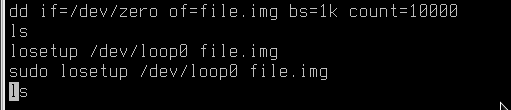 dd if=/dev/zero of=file.img bs=1k count=10000
ls
losetup /dev/loop0 file.img
sudo losetup /dev/loop0 file.img
ls